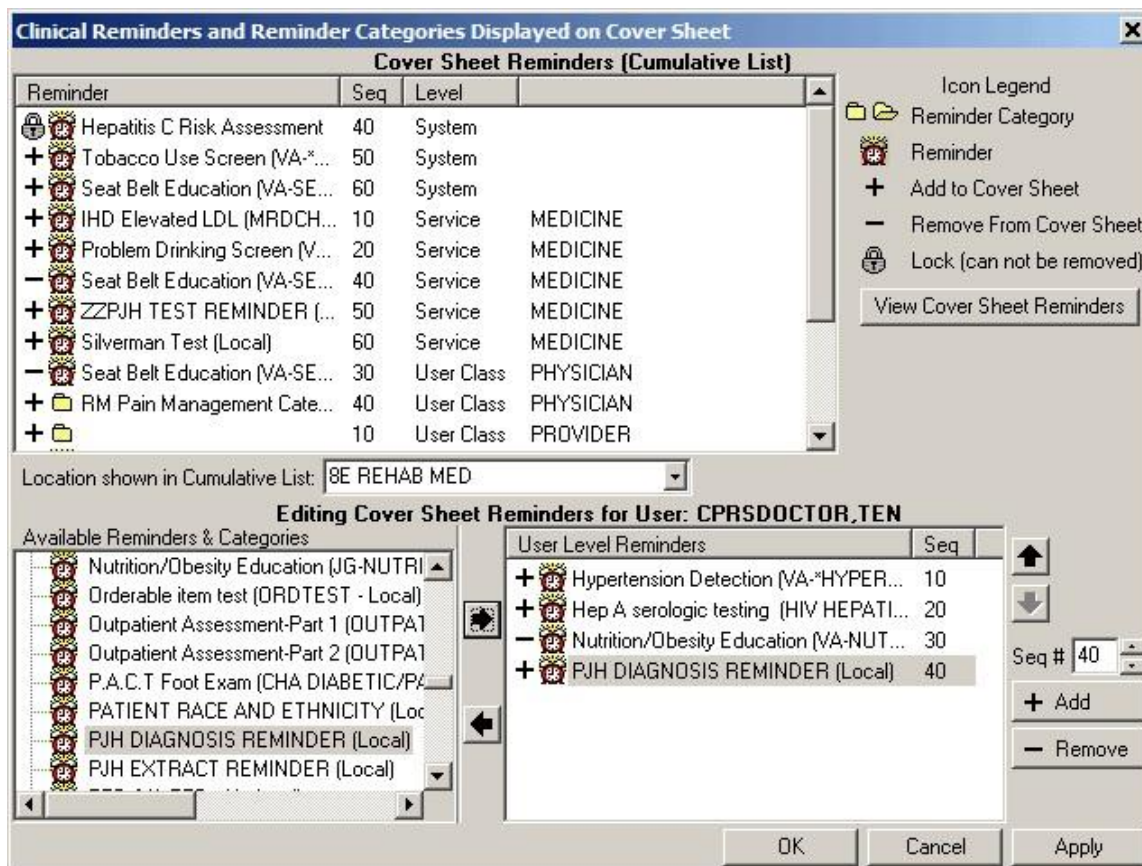 Clinical Reminders and Reminder Categories Displayed on Cover Sheet
Cover Sheet Reminders (Cumulative List)
Reminder Seq Level
Hepatitis C Risk Assessment 40 System
Tobacco Use Screen (VA-*... 50 System
Seat Belt Education (VA-SE... 60 System
IHD Elevated LDL (MRDCH... 10 Service MEDICINE
Problem Drinking Screen (V... 20 Service MEDICINE
Seat Belt Education (VA-SE... 40 Service MEDICINE
ZZPJH TEST REMINDER (... 50 Service MEDICINE
Silverman Test (Local) 60 Service MEDICINE
Seat Belt Education (VA-SE... 30 User Class PHYSICIAN
RM Pain Management Cate... 40 User Class PHYSICIAN
10 User Class PROVIDER
Icon Legend
Reminder Category
Reminder
+ Add to Cover Sheet
− Remove From Cover Sheet
Lock (can not be removed)
View Cover Sheet Reminders
Location shown in Cumulative List: 8E REHAB MED
Editing Cover Sheet Reminders for User: CPRSDOCTOR,TEN
Available Reminders & Categories
Nutrition/Obesity Education (JG-NUTRI
Orderable item test (ORDTEST - Local)
Outpatient Assessment-Part 1 (OUTPAT
Outpatient Assessment-Part 2 (OUTPAT
P.A.C.T Foot Exam (CHA DIABETIC/PA
PATIENT RACE AND ETHNICITY (Loc
PJH DIAGNOSIS REMINDER (Local)
PJH EXTRACT REMINDER (Local)
User Level Reminders Seq
+ Hypertension Detection (VA-*HYPER... 10
+ Hep A serologic testing (HIV HEPATI... 20
− Nutrition/Obesity Education (VA-NUT... 30
+ PJH DIAGNOSIS REMINDER (Local) 40
Seq # 40
+ Add
− Remove
OK Cancel Apply